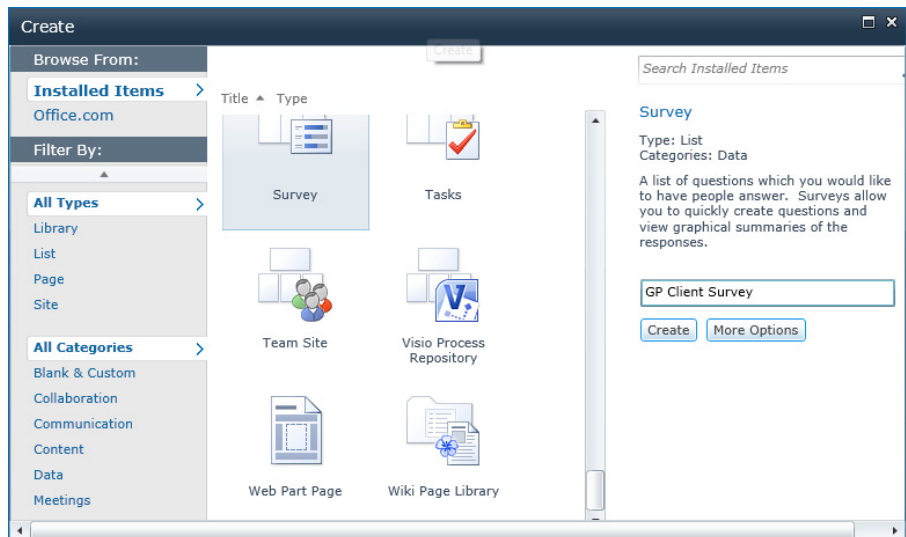 Create
Create
Browse From:
Installed Items
Office.com
Filter By:
All Types
Library
List
Page
Site
All Categories
Blank & Custom
Collaboration
Communication
Content
Data
Meetings
Title Type
Survey
Tasks
Team Site
Visio Process
Repository
Web Part Page
Wiki Page Library
Search Installed Items
Survey
Type: List
Categories: Data
A list of questions which you would like
to have people answer. Surveys allow
you to quickly create questions and
view graphical summaries of the
responses.
GP Client Survey
Create
More Options